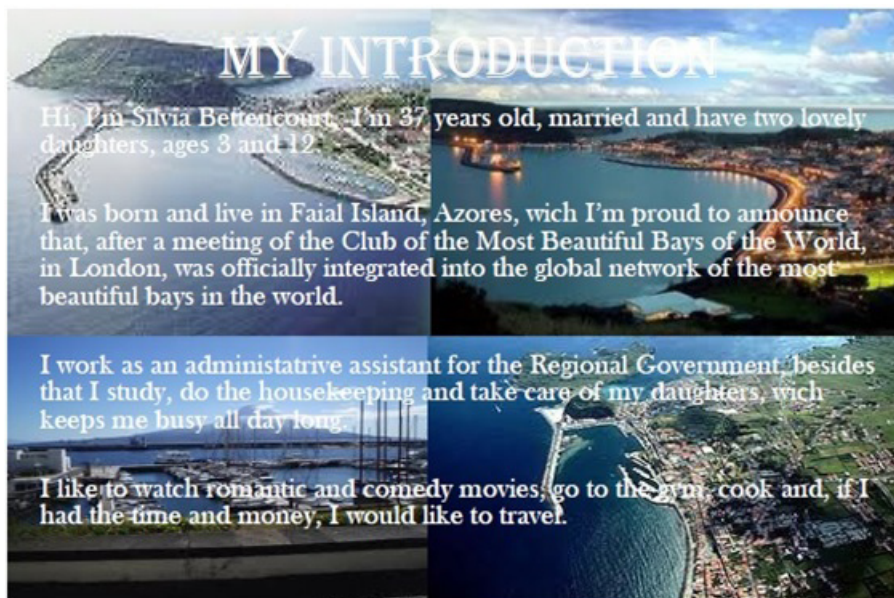 MY INTRODUCTION
Hi, I'm Silvia Bettencourt, I'm 37 years old, married and have two lovely
daughters, ages 3 and 12.
I was born and live in Faial Island, Azores, wich I'm proud to announce
that, after a meeting of the Club of the Most Beautiful Bays of the World,
in London, was officially integrated into the global network of the most
beautiful bays in the world.
I work as an administatrive assistant for the Regional Government, besides
that I study, do the housekeeping and take care of my daughters, wich
keeps me busy all day long.
I like to watch romantic and comedy movies, go to the gym, cook and, if I
had the time and money, I would like to travel.